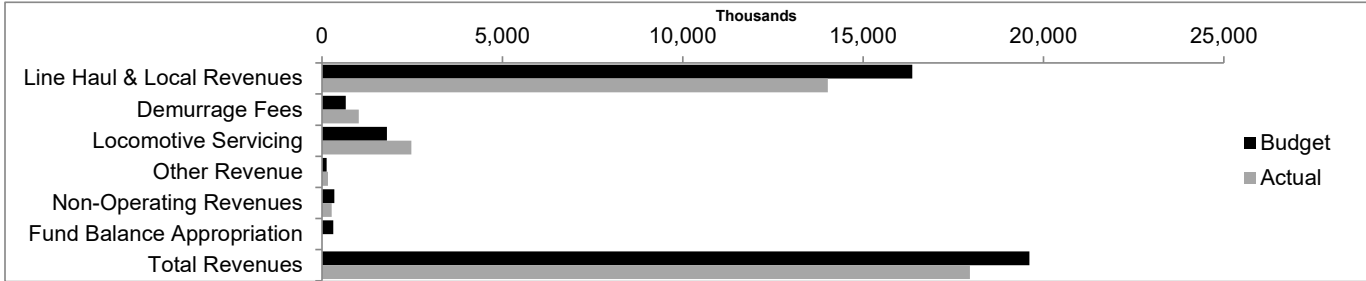 Thousands
0 5,000 10,000 15,000 20,000 25,000
Line Haul & Local Revenues
Demurrage Fees
Locomotive Servicing
Other Revenue
Non-Operating Revenues
Fund Balance Appropriation
Total Revenues
Budget
Actual